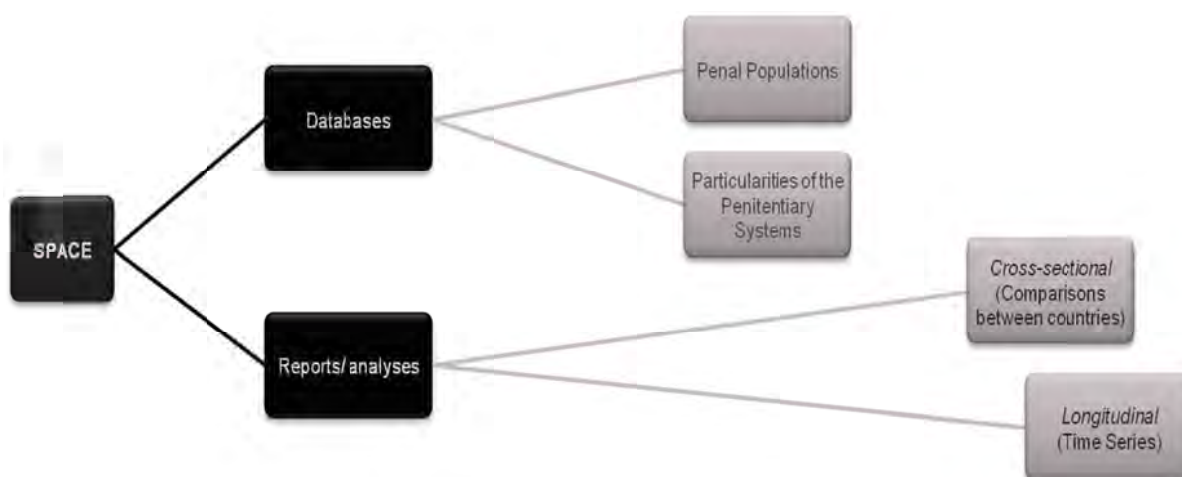 SPACE
Databases
Penal Populations
Particularities of the
Penitentiary
Systems
Reports/ analyses
Cross-sectional
(Comparisons
between countries)
Longitudinal
(Time Series)